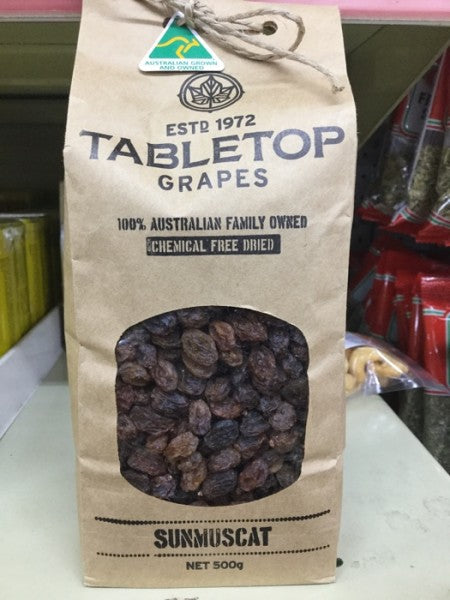 AUSTRALIAN GROWN
AND OWNED
ESTD 1972
TABLETOP
GRAPES
100% AUSTRALIAN FAMILY OWNED
CHEMICAL FREE DRIED
SUNMUSCAT
NET 500g